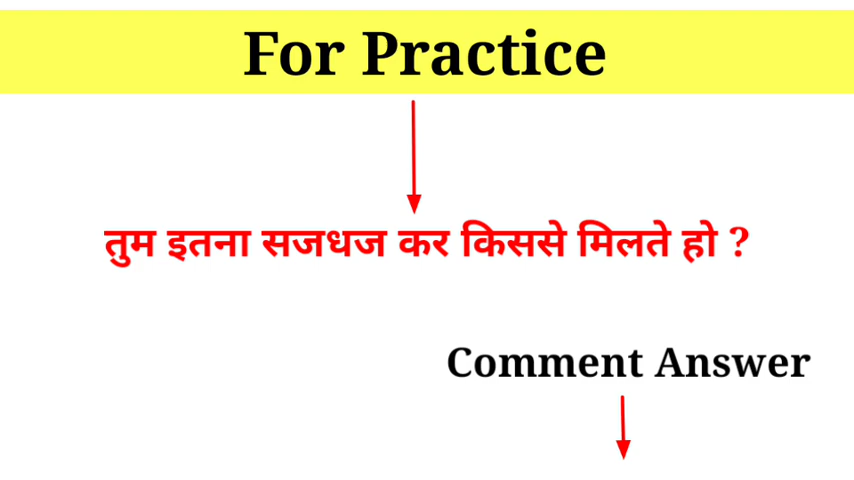 For Practice
तुम इतना सजधज कर किससे मिलते हो ?
Comment Answer